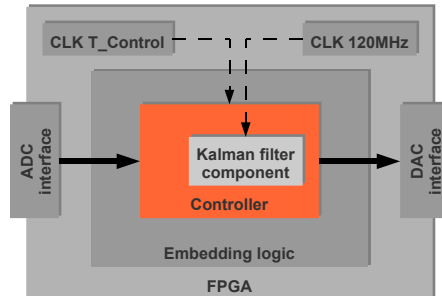 CLK T_Control
CLK 120MHz
ADC
interface
Kalman filter
component
DAC
interface
Controller
Embedding logic
FPGA